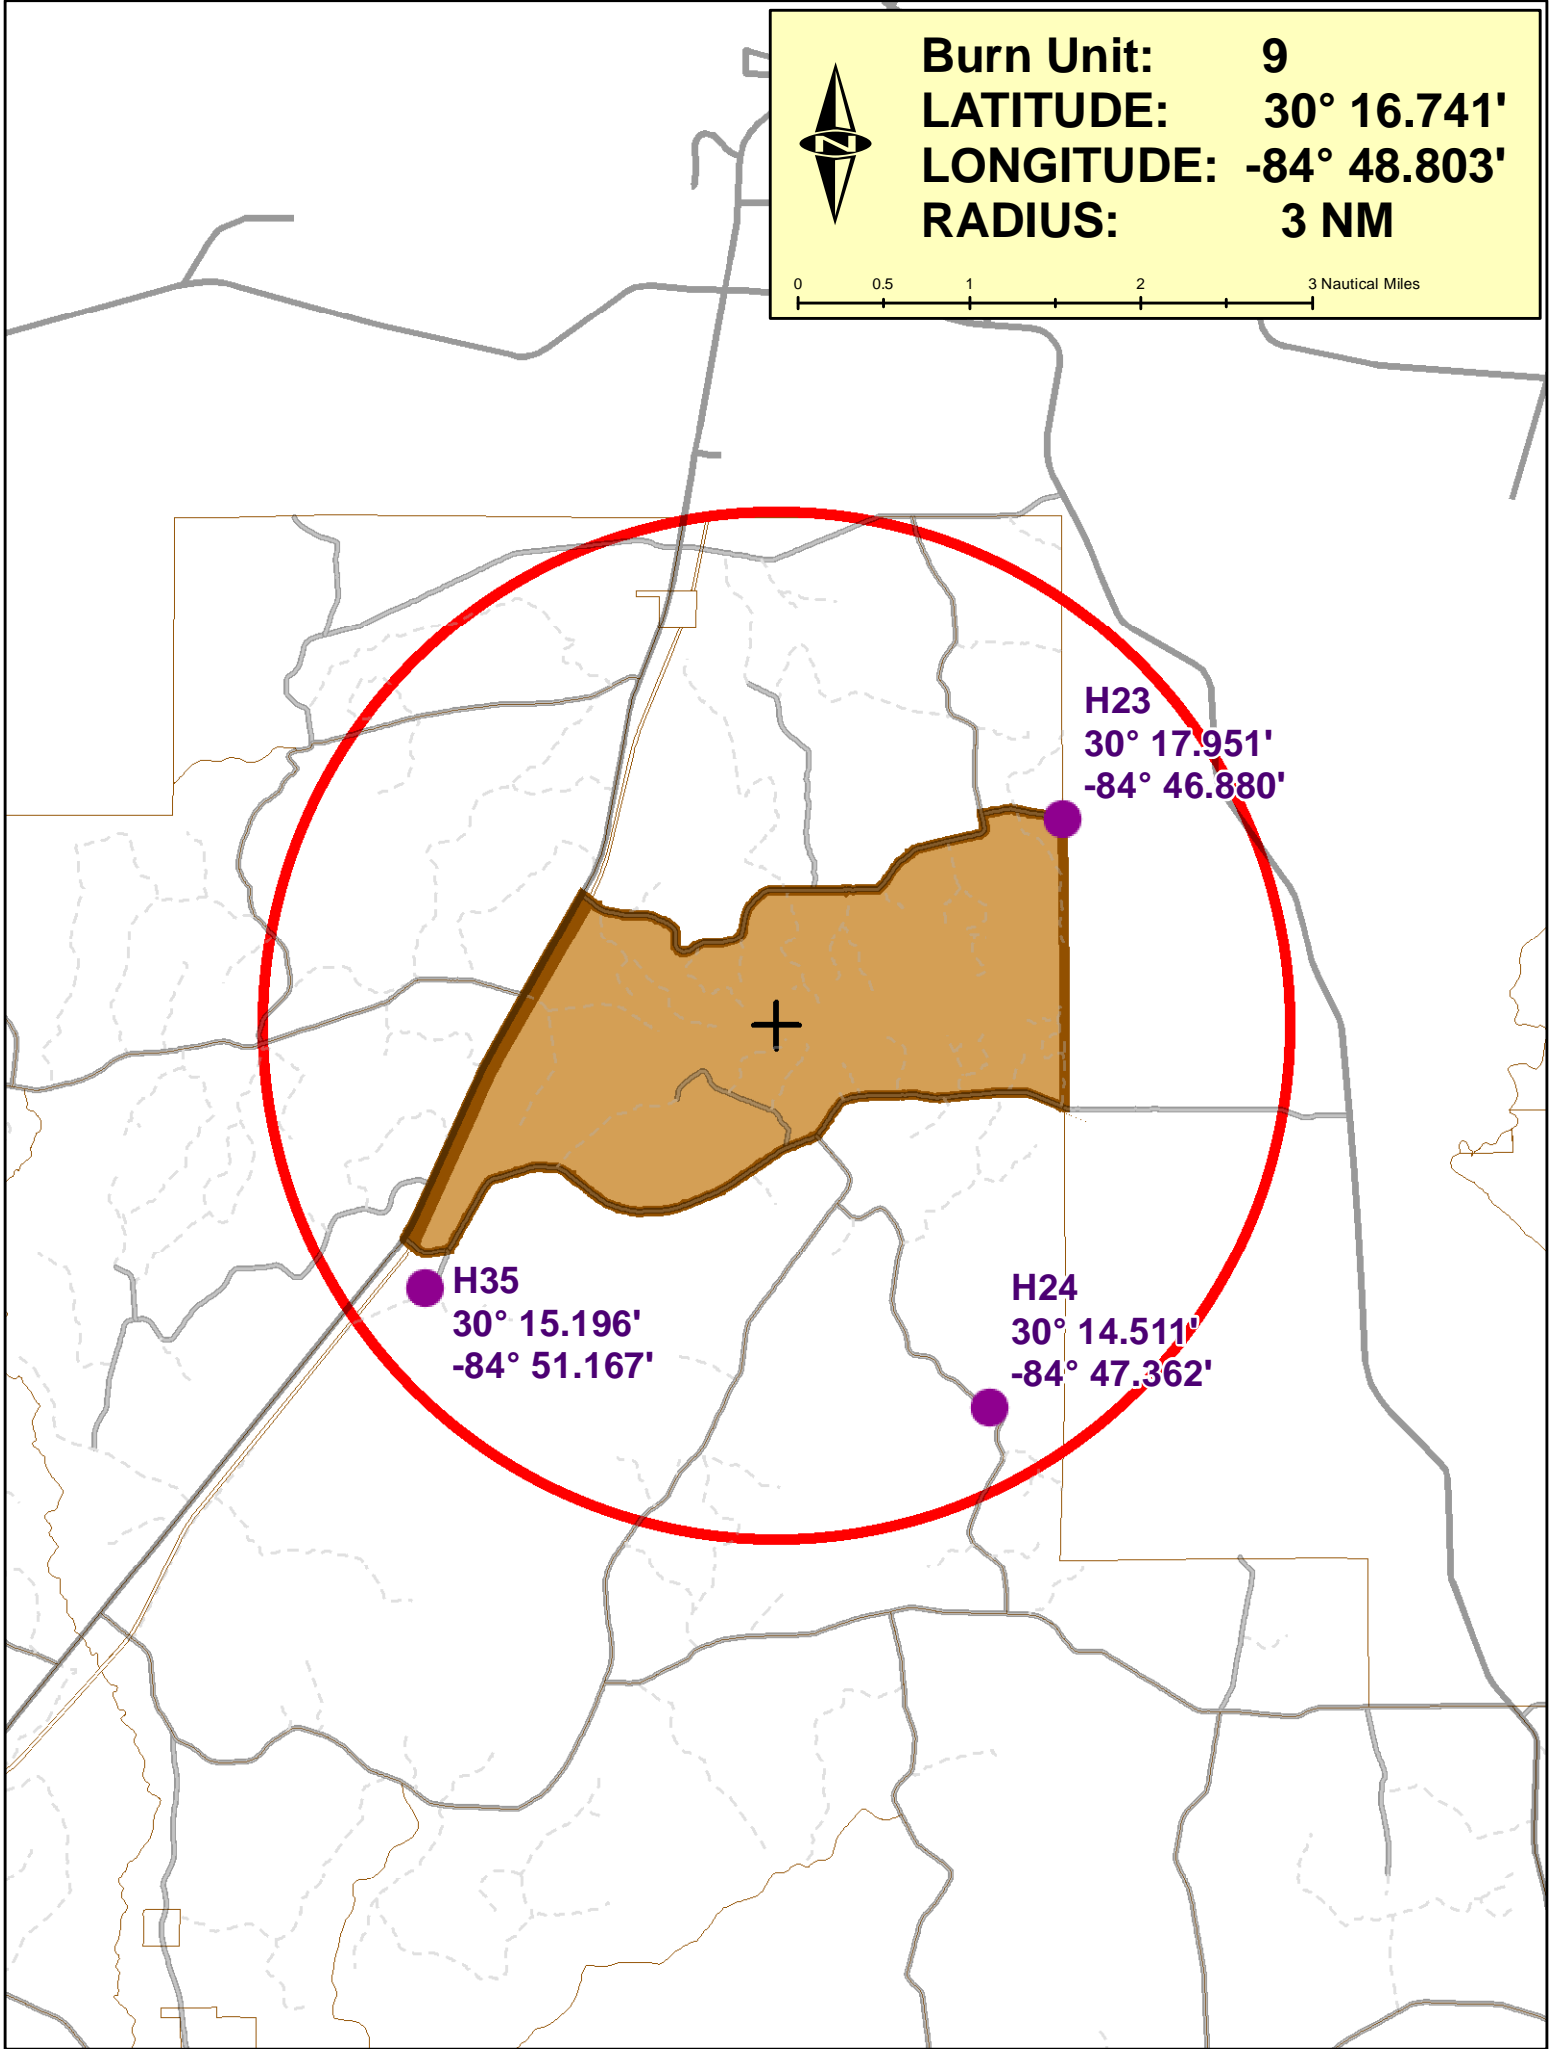 Burn Unit: 9
LATITUDE: 30° 16.741'
LONGITUDE: -84° 48.803'
RADIUS: 3 NM
N
0 0.5 1 2 3 Nautical Miles
H23
30° 17.951'
-84° 46.880'
H35
30° 15.196'
-84° 51.167'
H24
30° 14.511'
-84° 47.362'